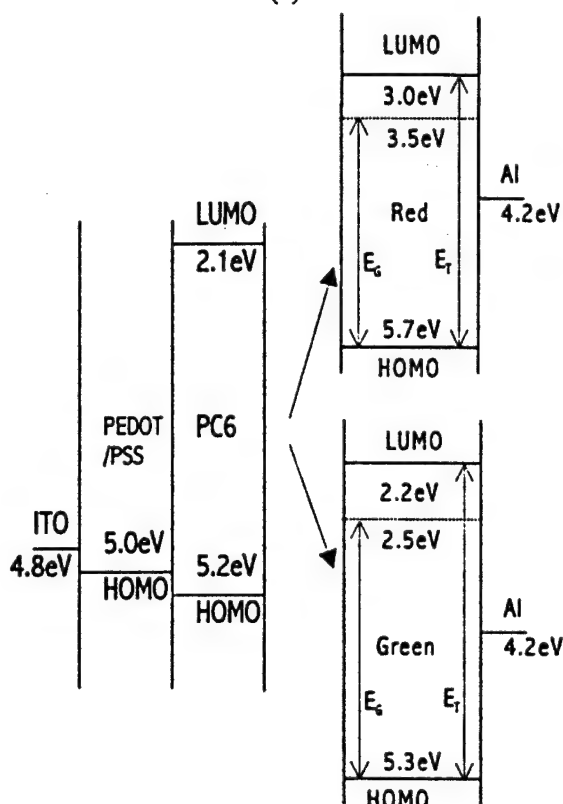 LUMO
3.0eV
3.5eV
Red
E_G
E_T
Al
4.2eV
5.7eV
HOMO
LUMO
2.1eV
PEDOT
/PSS
PC6
ITO
4.8eV
5.0eV
HOMO
5.2eV
HOMO
LUMO
2.2eV
2.5eV
Green
E_G
E_T
Al
4.2eV
5.3eV
HOMO